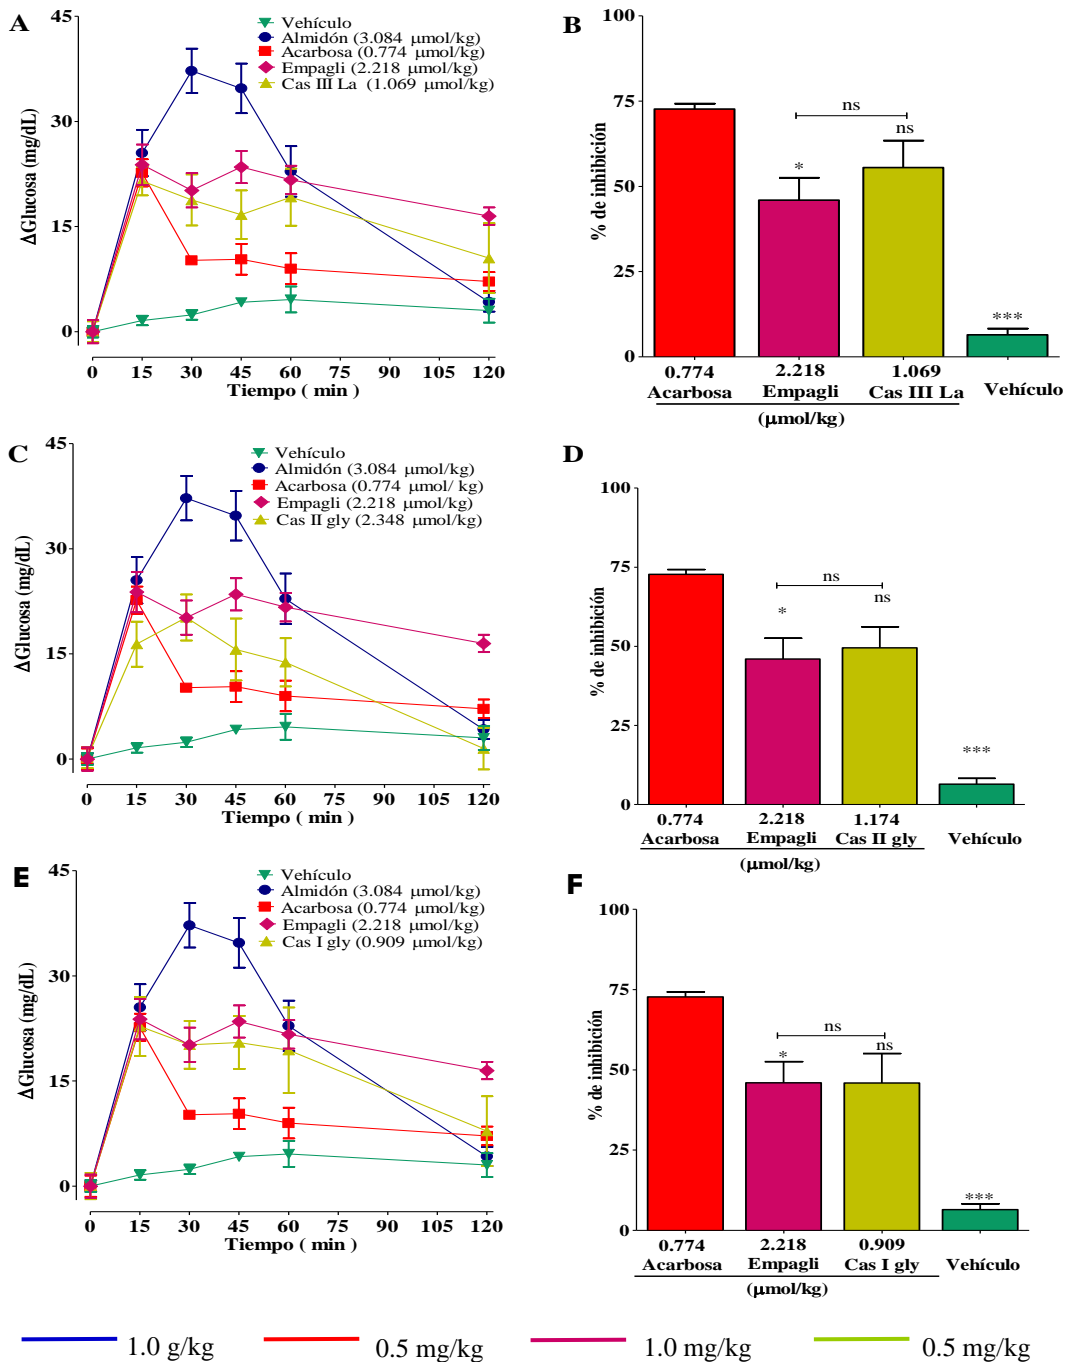 A
45
30
15
0
ΔGlucosa (mg/dL)
Vehículo
Almidón (3.084 μmol/kg)
Acarbosa (0.774 μmol/kg)
Empagli (2.218 μmol/kg)
Cas III La (1.069 μmol/kg)
0 15 30 45 60 75 90 105 120
Tiempo ( min )
B
100
75
50
25
0
% de inhibición
ns
ns
*
***
0.774 2.218 1.069
Acarbosa Empagli Cas III La Vehículo
(μmol/kg)
C
45
30
15
0
ΔGlucosa (mg/dL)
Vehículo
Almidón (3.084 μmol/kg)
Acarbosa (0.774 μmol/ kg)
Empagli (2.218 μmol/kg)
Cas II gly (2.348 μmol/kg)
0 15 30 45 60 75 90 105 120
Tiempo ( min )
D
100
75
50
25
0
% de inhibición
ns
ns
*
***
0.774 2.218 1.174
Acarbosa Empagli Cas II gly Vehículo
(μmol/kg)
E
45
30
15
0
ΔGlucosa (mg/dL)
Vehículo
Almidón (3.084 μmol/kg)
Acarbosa (0.774 μmol/kg)
Empagli (2.218 μmol/kg)
Cas I gly (0.909 μmol/kg)
0 15 30 45 60 75 90 105 120
Tiempo ( min )
F
100
75
50
25
0
% de inhibición
ns
ns
*
***
0.774 2.218 0.909
Acarbosa Empagli Cas I gly Vehículo
(μmol/kg)
1.0 g/kg 0.5 mg/kg 1.0 mg/kg 0.5 mg/kg